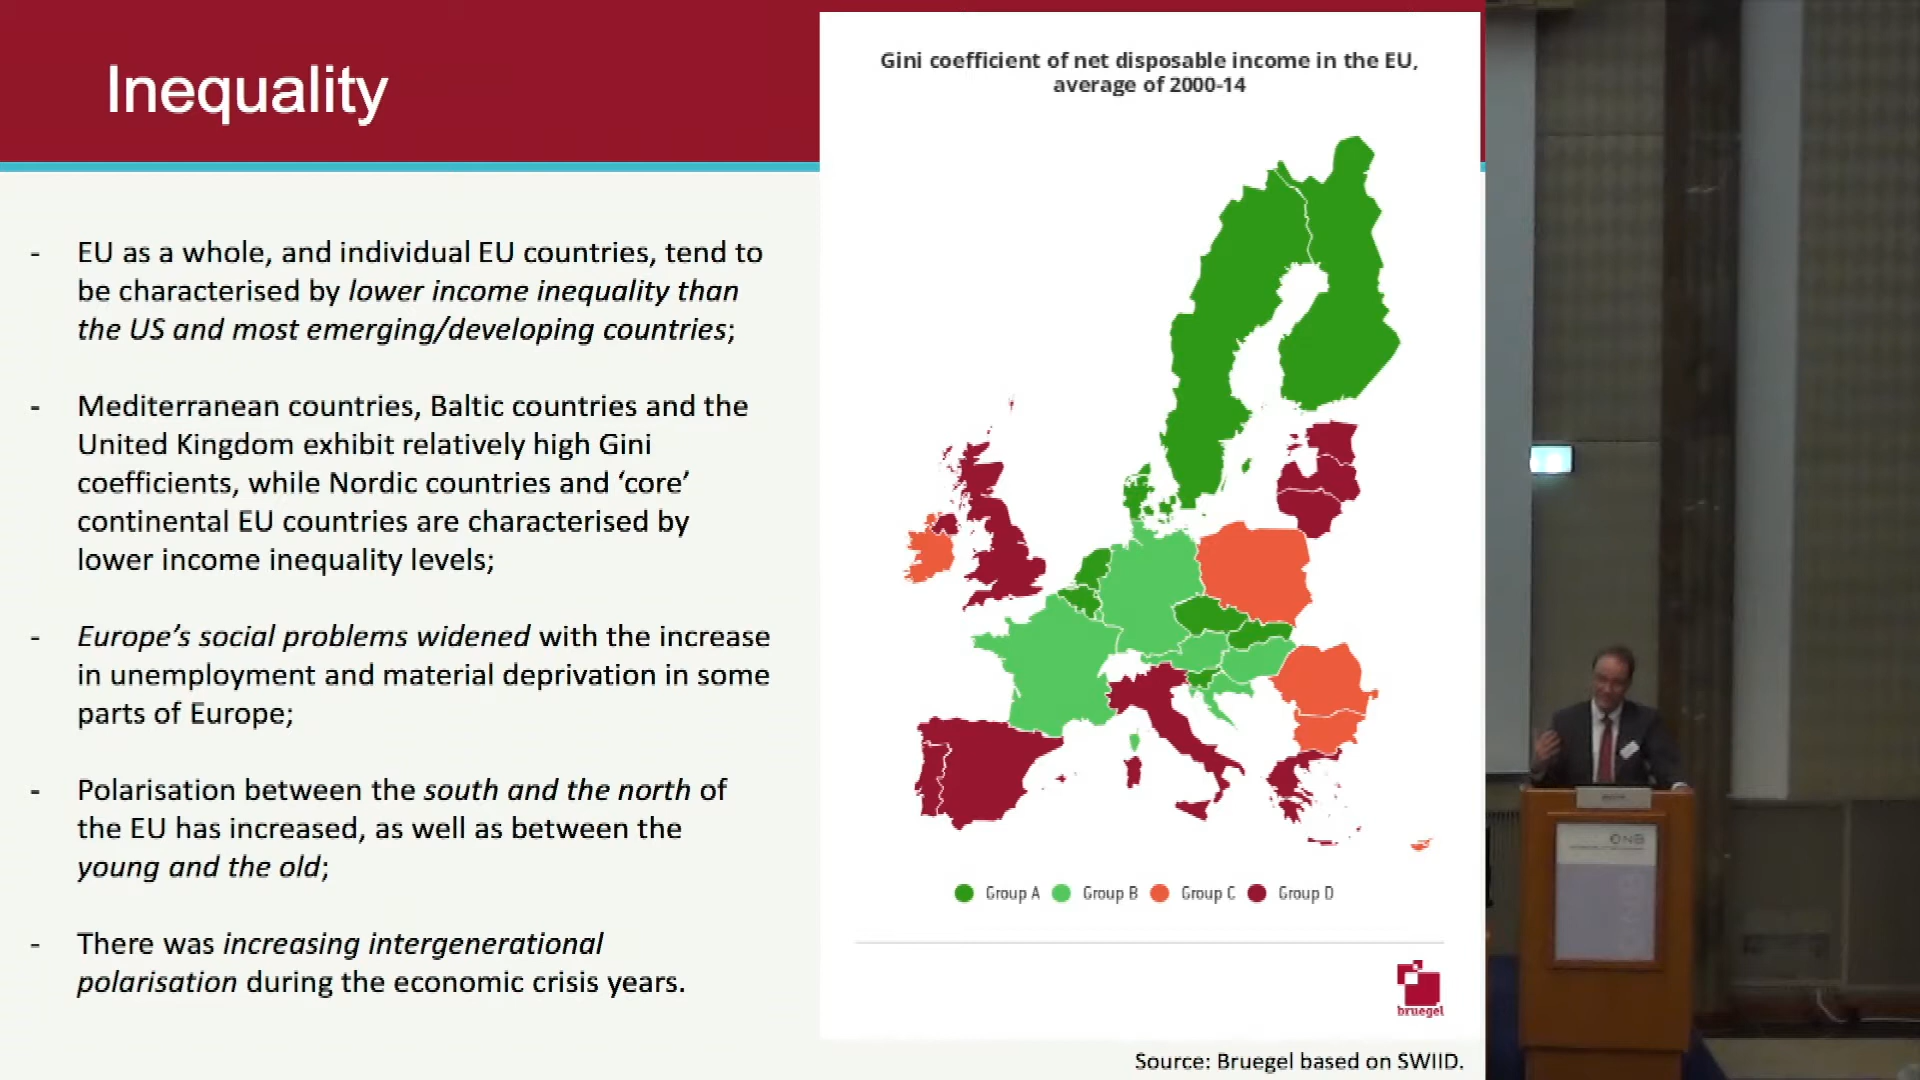 Inequality
- EU as a whole, and individual EU countries, tend to
be characterised by lower income inequality than
the US and most emerging/developing countries;
- Mediterranean countries, Baltic countries and the
United Kingdom exhibit relatively high Gini
coefficients, while Nordic countries and ‘core’
continental EU countries are characterised by
lower income inequality levels;
- Europe’s social problems widened with the increase
in unemployment and material deprivation in some
parts of Europe;
- Polarisation between the south and the north of
the EU has increased, as well as between the
young and the old;
- There was increasing intergenerational
polarisation during the economic crisis years.
Gini coefficient of net disposable income in the EU,
average of 2000-14
Group A Group B Group C Group D
bruegel
Source: Bruegel based on SWIID.